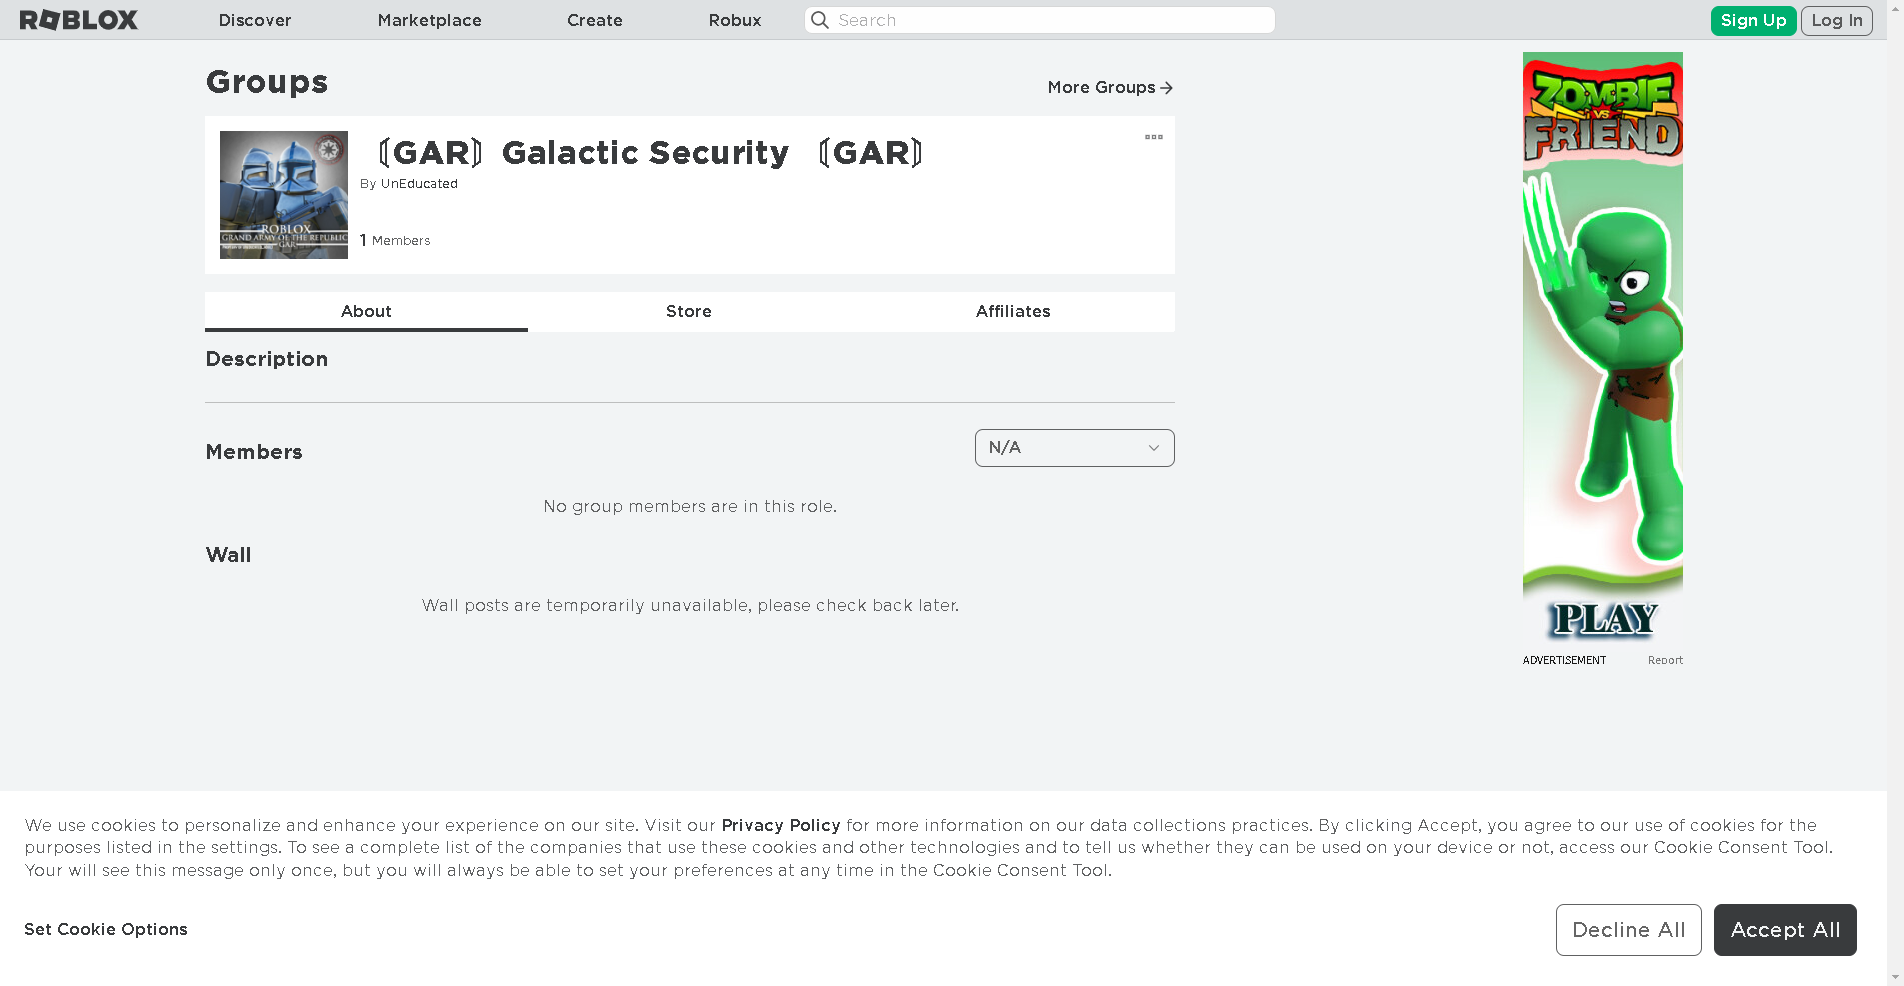 ROBLOX
Discover
Marketplace
Create
Robux
Search
Sign Up
Log In
Groups
More Groups
〘GAR〙 Galactic Security 〘GAR〙
By UnEducated
1 Members
ROBLOX
GRAND ARMY OF THE REPUBLIC
GAR
About
Store
Affiliates
Description
Members
N/A
No group members are in this role.
Wall
Wall posts are temporarily unavailable, please check back later.
ZOMBIE
VS
FRIEND
PLAY
ADVERTISEMENT
Report
We use cookies to personalize and enhance your experience on our site. Visit our Privacy Policy for more information on our data collections practices. By clicking Accept, you agree to our use of cookies for the
purposes listed in the settings. To see a complete list of the companies that use these cookies and other technologies and to tell us whether they can be used on your device or not, access our Cookie Consent Tool.
Your will see this message only once, but you will always be able to set your preferences at any time in the Cookie Consent Tool.
Set Cookie Options
Decline All
Accept All